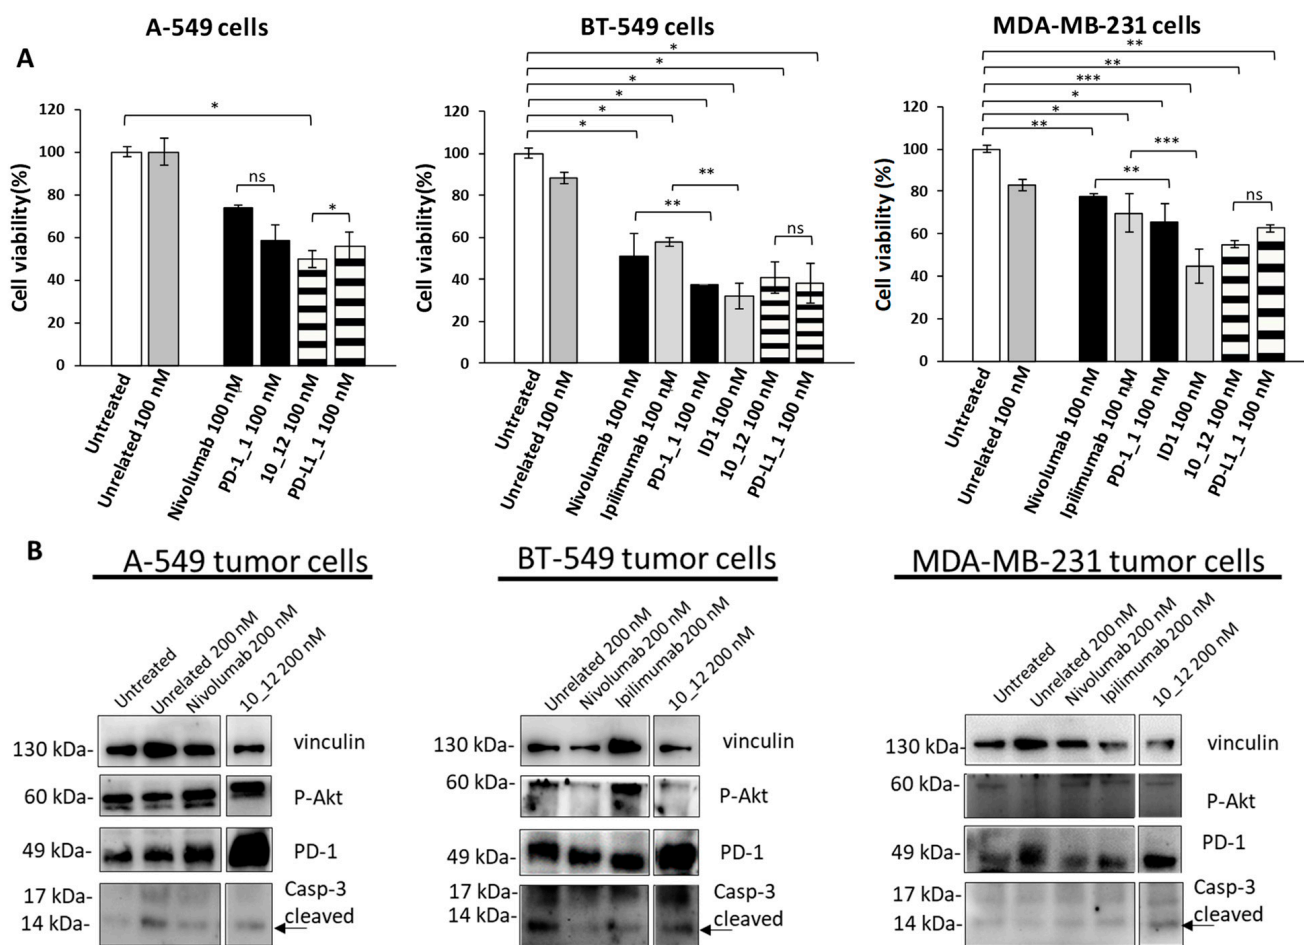 A
A-549 cells
*
ns
*
Cell viability(%)
120
100
80
60
40
20
0
Untreated
Unrelated 100 nM
Nivolumab 100 nM
PD-1_1 100 nM
10_12 100 nM
PD-L1_1 100 nM
BT-549 cells
*
*
*
*
*
*
**
**
ns
Cell viability(%)
120
100
80
60
40
20
0
Untreated
Unrelated 100 nM
Nivolumab 100 nM
Ipilimumab 100 nM
PD-1_1 100 nM
ID1 100 nM
10_12 100 nM
PD-L1_1 100 nM
MDA-MB-231 cells
**
**
***
*
*
**
***
**
ns
Cell viability (%)
120
100
80
60
40
20
0
Untreated
Unrelated 100 nM
Nivolumab 100 nM
Ipilimumab 100 nM
PD-1_1 100 nM
ID1 100 nM
10_12 100 nM
PD-L1_1 100 nM
B
A-549 tumor cells
Untreated
Unrelated 200 nM
Nivolumab 200 nM
10_12 200 nM
130 kDa-
vinculin
60 kDa-
P-Akt
49 kDa-
PD-1
17 kDa-
Casp-3
14 kDa-
cleaved
BT-549 tumor cells
Unrelated 200 nM
Nivolumab 200 nM
Ipilimumab 200 nM
10_12 200 nM
130 kDa-
vinculin
60 kDa-
P-Akt
49 kDa-
PD-1
17 kDa-
Casp-3
14 kDa-
cleaved
MDA-MB-231 tumor cells
Untreated
Unrelated 200 nM
Nivolumab 200 nM
Ipilimumab 200 nM
10_12 200 nM
130 kDa-
vinculin
60 kDa-
P-Akt
49 kDa-
PD-1
17 kDa-
Casp-3
14 kDa-
cleaved